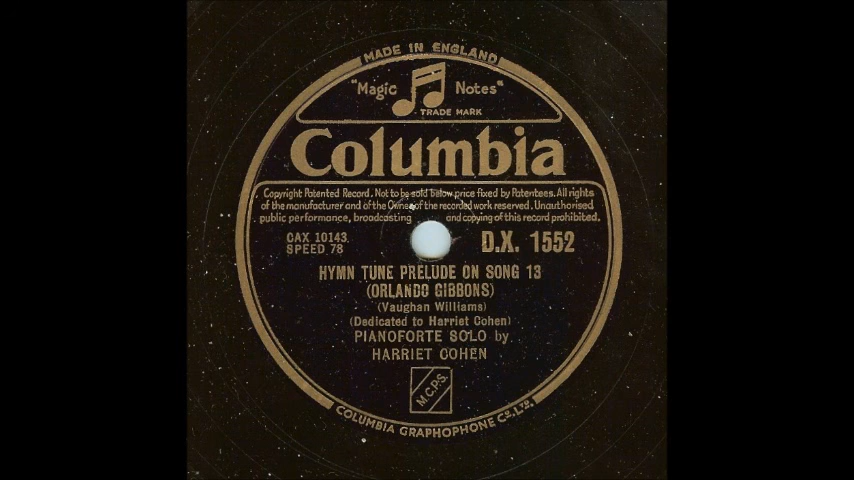 MADE IN ENGLAND
"Magic Notes"
TRADE MARK
Columbia
Copyright Patented Record. Not to be sold below price fixed by Patentees. All rights
of the manufacturer and of the Owner of the recorded work reserved. Unauthorised
public performance, broadcasting and copying of this record prohibited.
CAX 10143.
SPEED 78
D.X. 1552
HYMN TUNE PRELUDE ON SONG 13
(ORLANDO GIBBONS)
(Vaughan Williams)
(Dedicated to Harriet Cohen)
PIANOFORTE SOLO by
HARRIET COHEN
M.C.P.S.
COLUMBIA GRAPHOPHONE CO. LTD.